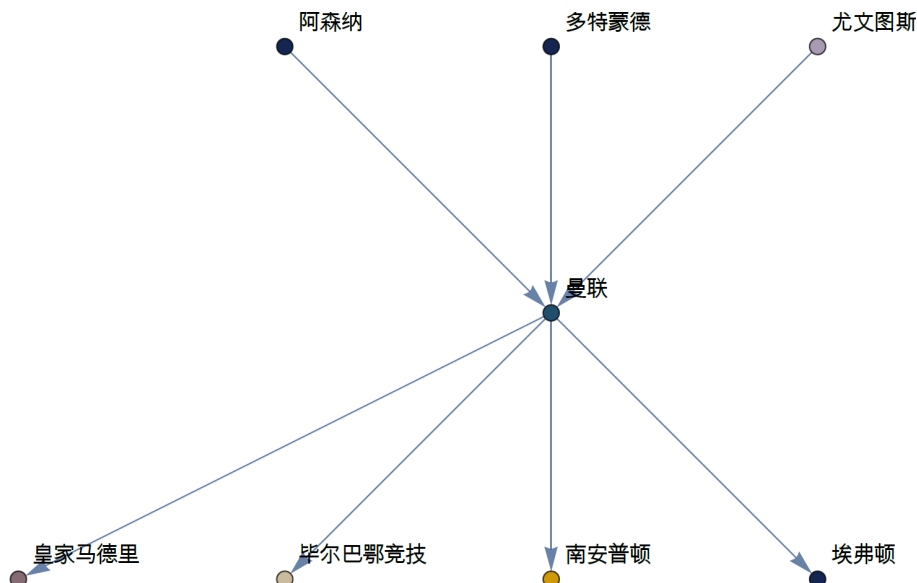 阿森纳
多特蒙德
尤文图斯
曼联
皇家马德里
毕尔巴鄂竞技
南安普顿
埃弗顿